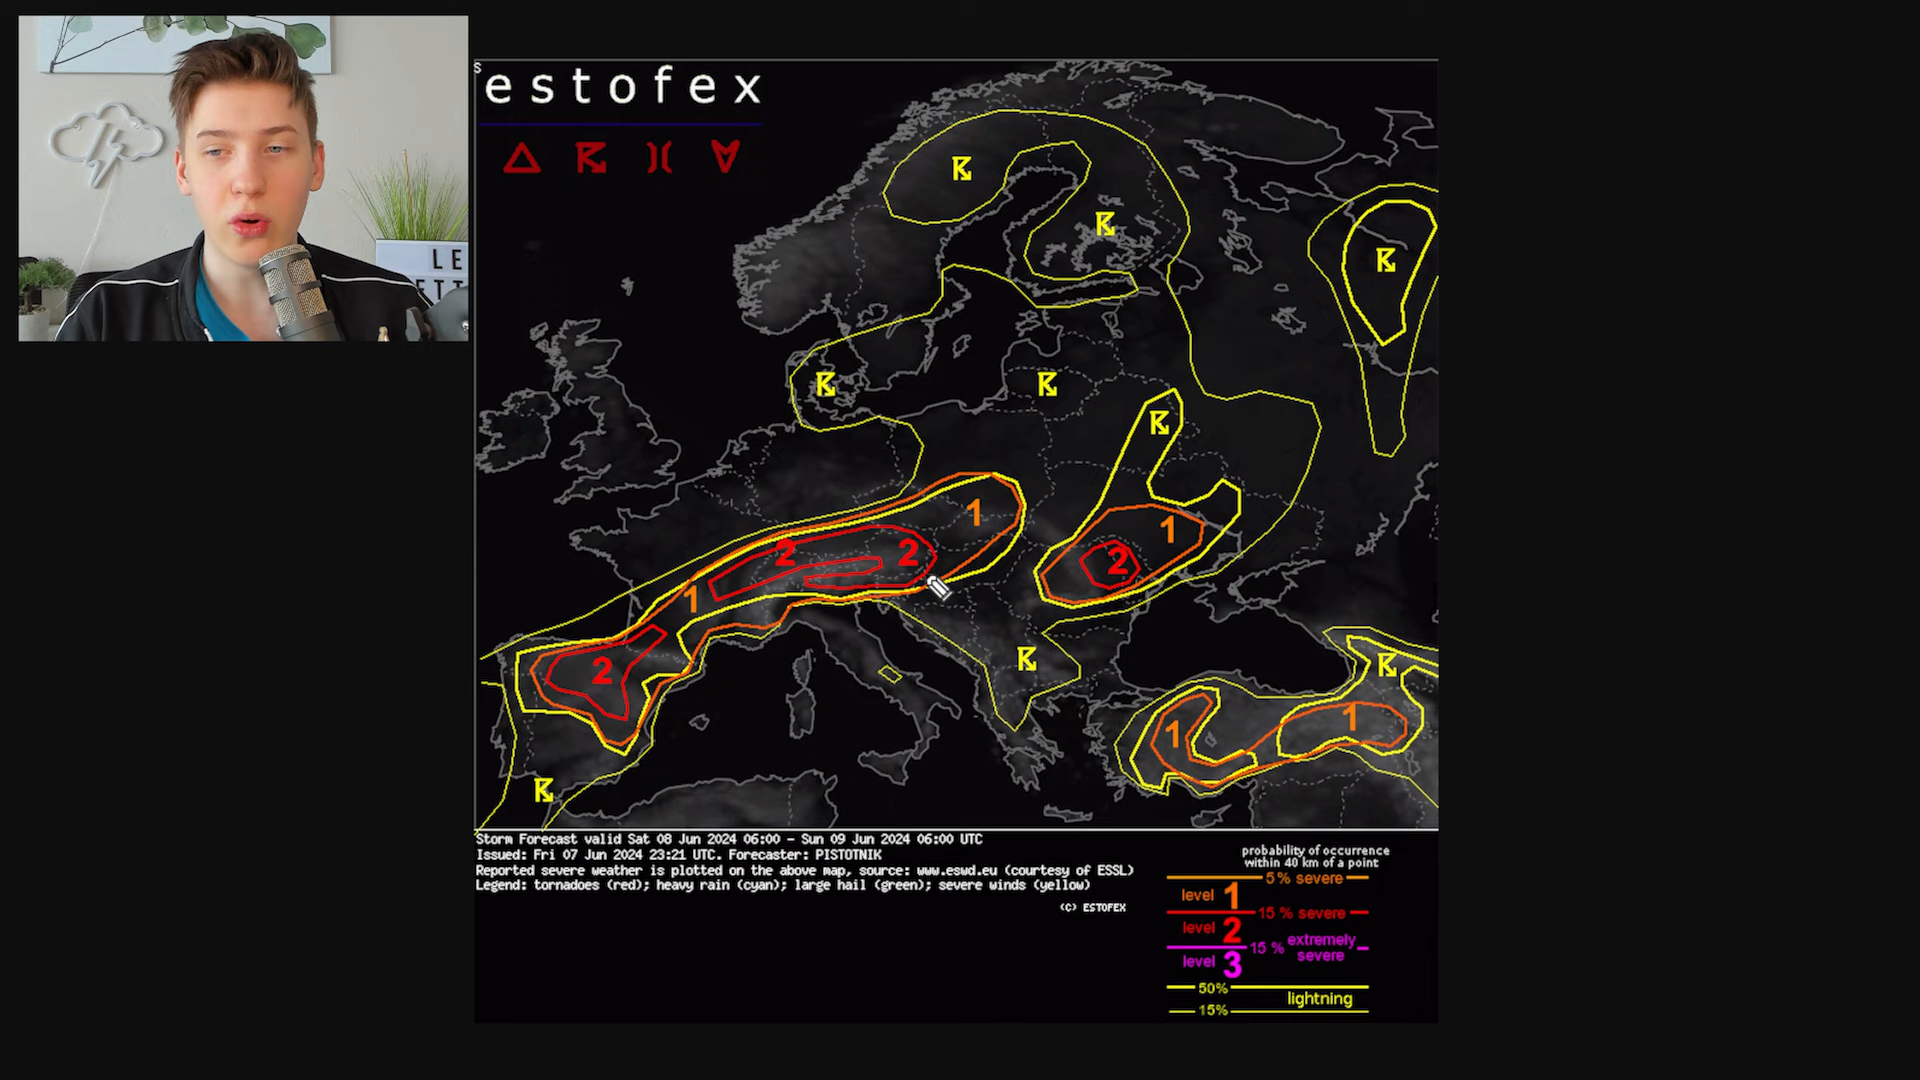 LE
ETT
s
estofex
1
2
2
1
2
1
1
2
1
1
Storm Forecast valid Sat 08 Jun 2024 06:00 - Sun 09 Jun 2024 06:00 UTC
Issued: Fri 07 Jun 2024 23:21 UTC. Forecaster: PISTOTNIK
Reported severe weather is plotted on the above map, source: www.eswd.eu (courtesy of ESSL)
Legend: tornadoes (red); heavy rain (cyan); large hail (green); severe winds (yellow)
(C) ESTOFEX
probability of occurrence
within 40 km of a point
5% severe
level 1
15 % severe
level 2
15 % extremely severe
level 3
50%
lightning
15%